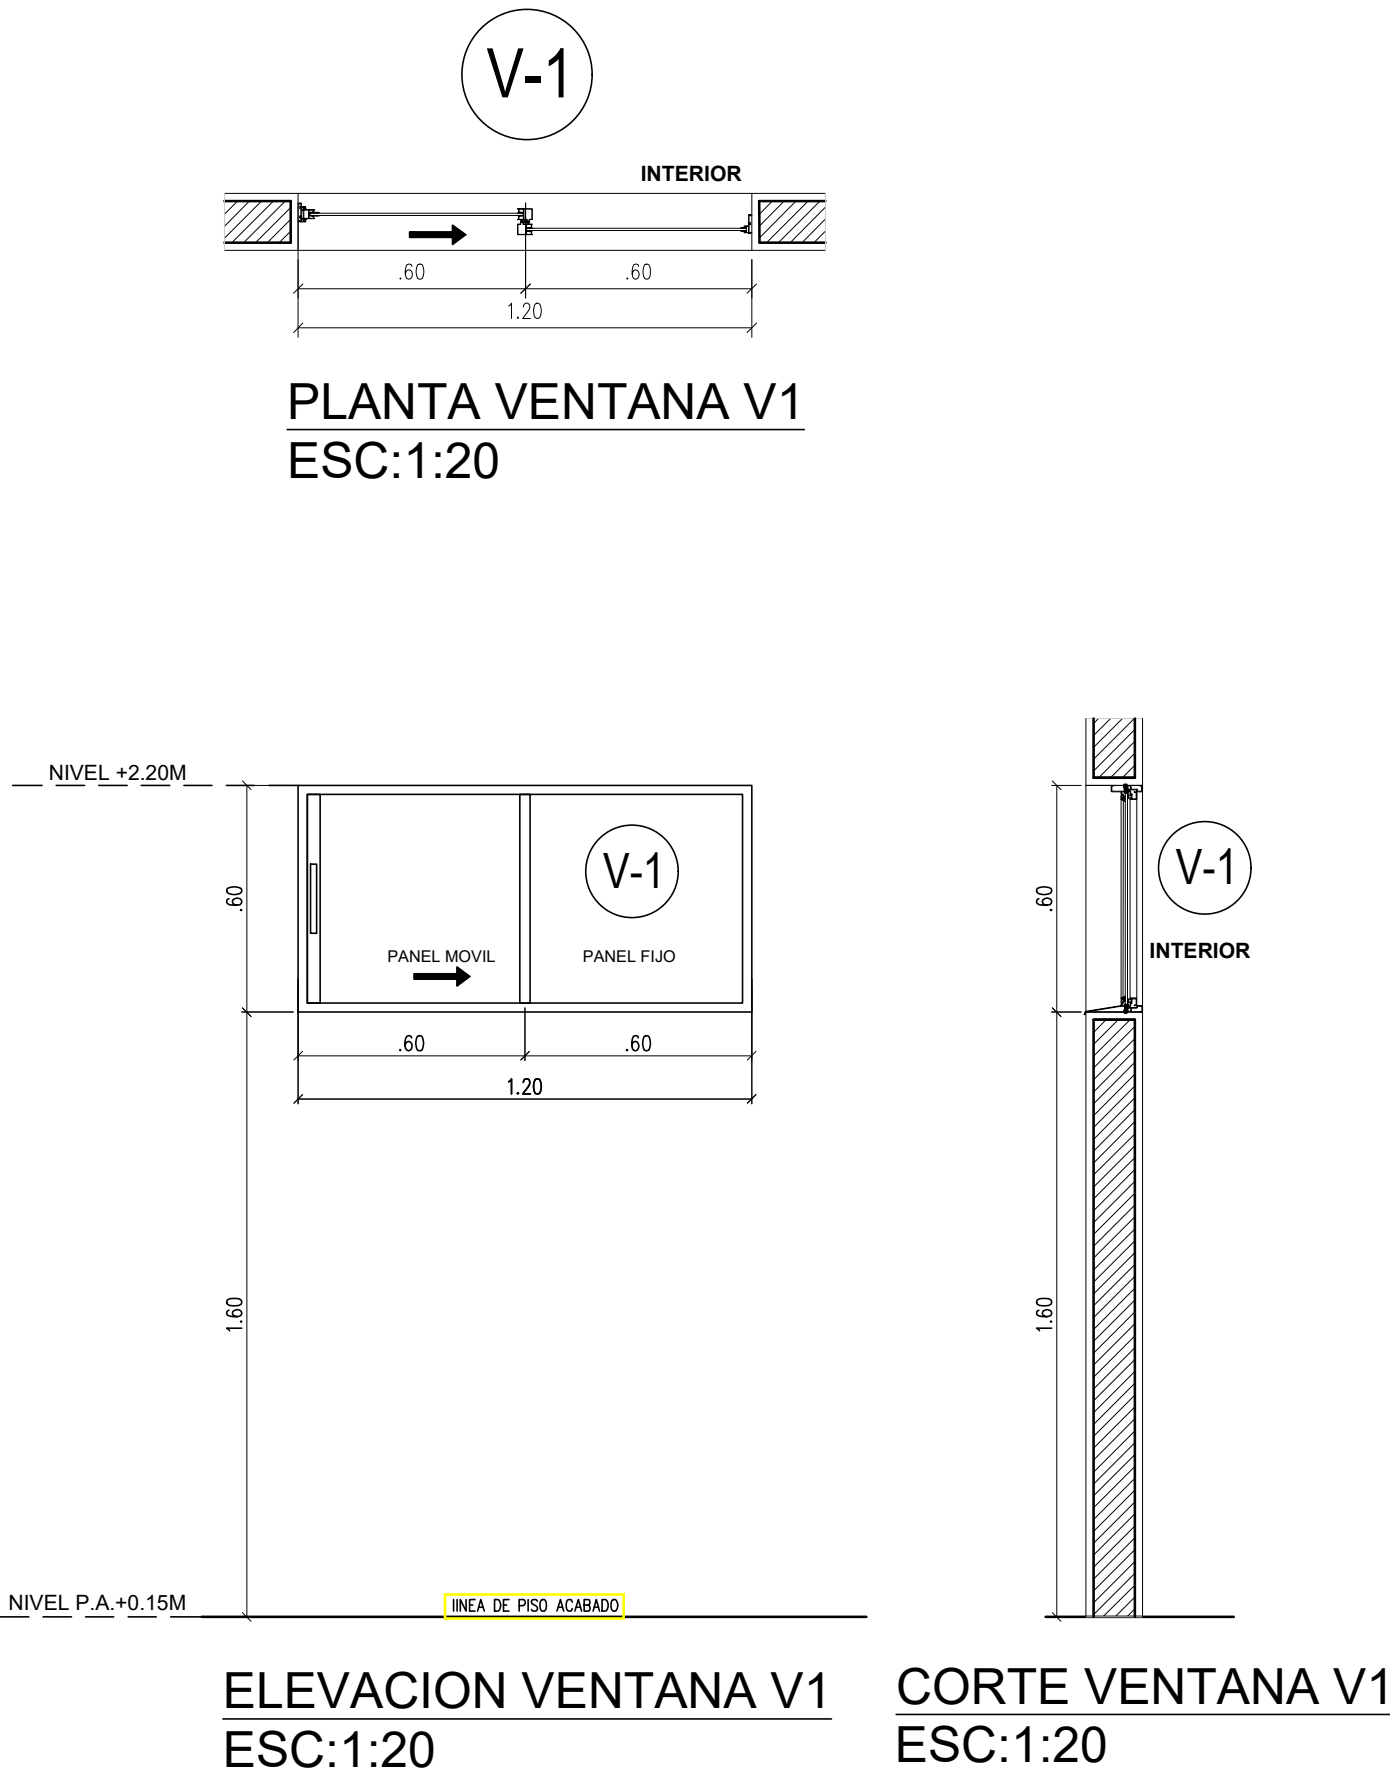 V-1
INTERIOR
.60
.60
1.20
PLANTA VENTANA V1
ESC:1:20
NIVEL +2.20M
.60
V-1
PANEL MOVIL
PANEL FIJO
.60
.60
1.20
1.60
NIVEL P.A.+0.15M
lINEA DE PISO ACABADO
ELEVACION VENTANA V1
ESC:1:20
.60
V-1
INTERIOR
1.60
CORTE VENTANA V1
ESC:1:20